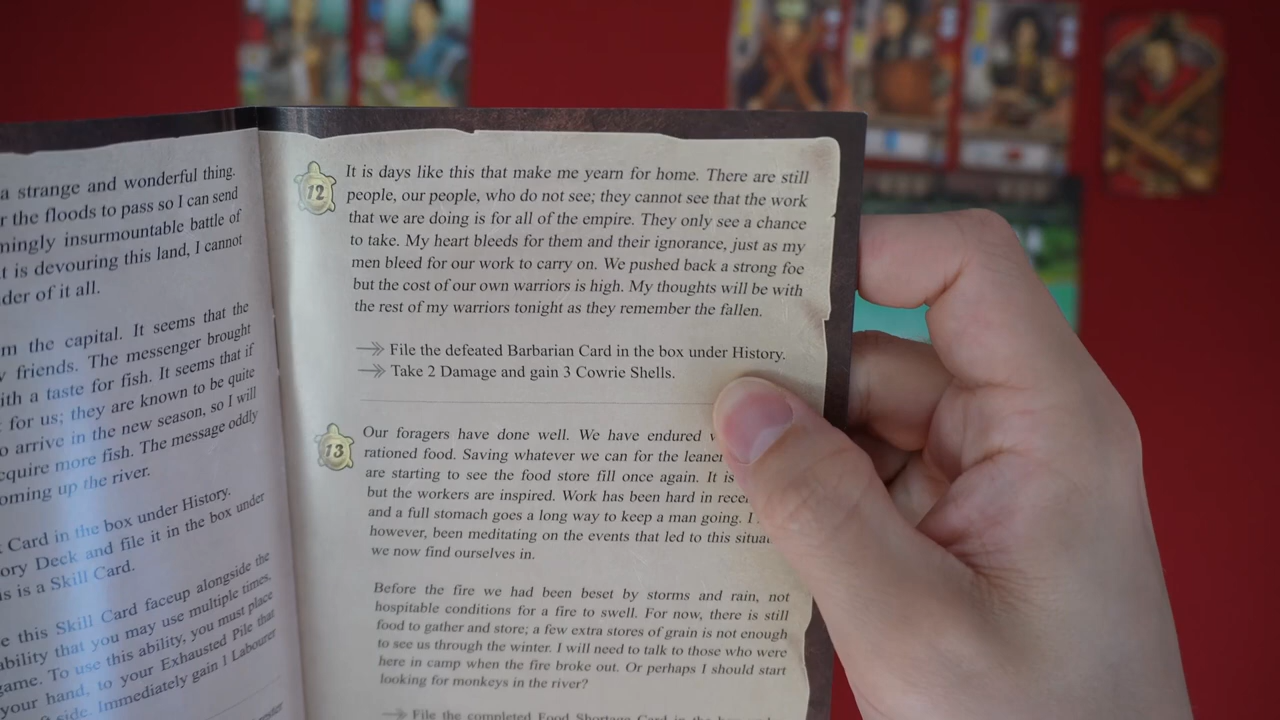 a strange and wonderful thing.
r the floods to pass so I can send
mingly insurmountable battle of
t is devouring this land, I cannot
der of it all.
m the capital. It seems that the
y friends. The messenger brought
ith a taste for fish. It seems that if
t for us; they are known to be quite
o arrive in the new season, so I will
cquire more fish. The message oddly
oming up the river.
t Card in the box under History.
ory Deck and file it in the box under
is is a Skill Card.
e this Skill Card faceup alongside the
ability that you may use multiple times.
game. To use this ability, you must place
your hand, to your Exhausted Pile that
side. Immediately gain 1 Labourer
12
It is days like this that make me yearn for home. There are still
people, our people, who do not see; they cannot see that the work
that we are doing is for all of the empire. They only see a chance
to take. My heart bleeds for them and their ignorance, just as my
men bleed for our work to carry on. We pushed back a strong foe
but the cost of our own warriors is high. My thoughts will be with
the rest of my warriors tonight as they remember the fallen.
File the defeated Barbarian Card in the box under History.
Take 2 Damage and gain 3 Cowrie Shells.
13
Our foragers have done well. We have endured
rationed food. Saving whatever we can for the leaner
are starting to see the food store fill once again. It is
but the workers are inspired. Work has been hard in
and a full stomach goes a long way to keep a man going. I
however, been meditating on the events that led to this
we now find ourselves in.
Before the fire we had been beset by storms and rain, not
hospitable conditions for a fire to swell. For now, there is still
food to gather and store; a few extra stores of grain is not enough
to see us through the winter. I will need to talk to those who were
here in camp when the fire broke out. Or perhaps I should start
looking for monkeys in the river?
File the completed Food Shortage Card in the